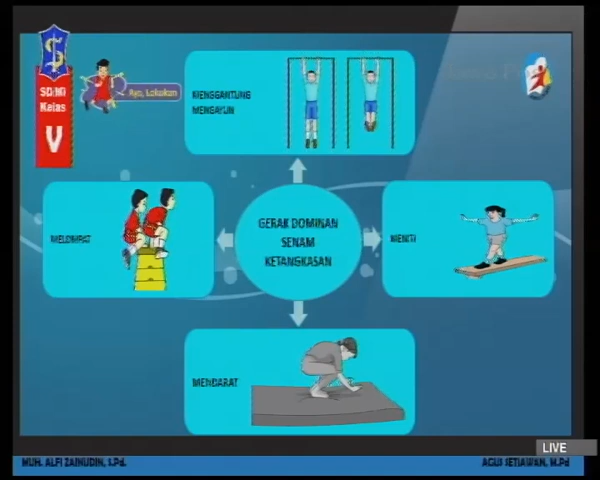 SD/MI
Kelas
V
Ayo, Lakukan
MENGGANTUNG
MENGAYUN
MELOMPAT
GERAK DOMINAN
SENAM
KETANGKASAN
MENITI
MENDARAT
LIVE
MUH. ALFI ZAINUDIN, S.Pd.
AGUS SETIAWAN, M.Pd